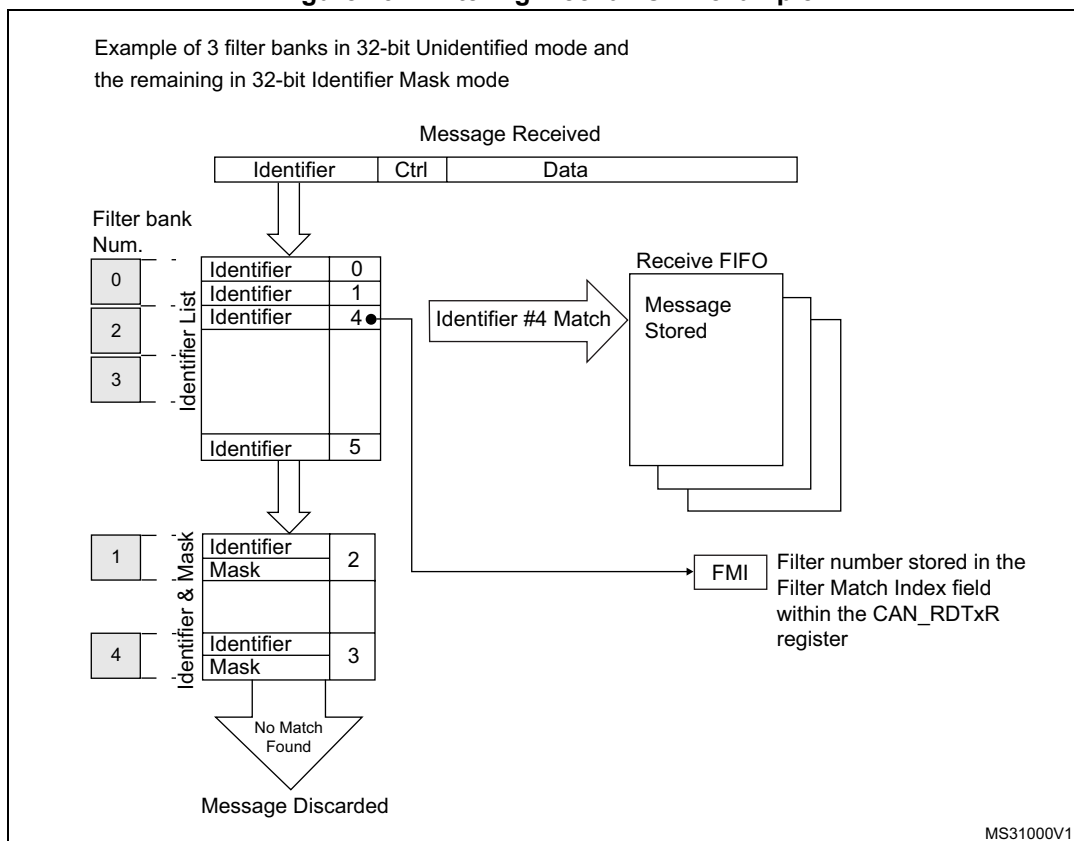 Example of 3 filter banks in 32-bit Unidentified mode and
the remaining in 32-bit Identifier Mask mode
Message Received
Identifier Ctrl Data
Filter bank
Num.
0
2
3
Identifier List
Identifier 0
Identifier 1
Identifier 4
Identifier 5
Identifier #4 Match
Receive FIFO
Message
Stored
1
4
Identifier & Mask
Identifier
Mask
2
Identifier
Mask
3
FMI
Filter number stored in the
Filter Match Index field
within the CAN_RDTxR
register
No Match
Found
Message Discarded
MS31000V1